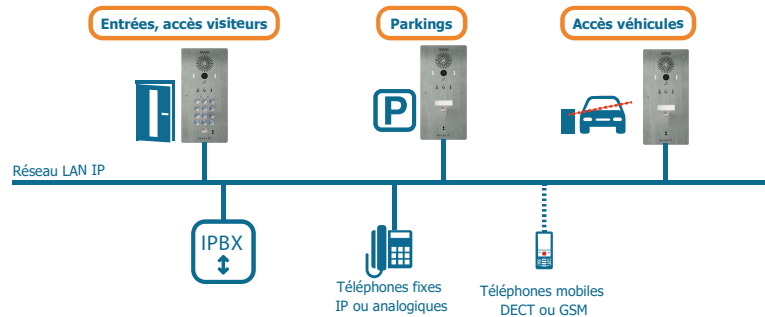 Entrées, accès visiteurs
Parkings
Accès véhicules
P
Réseau LAN IP
IPBX
Téléphones fixes
IP ou analogiques
Téléphones mobiles
DECT ou GSM